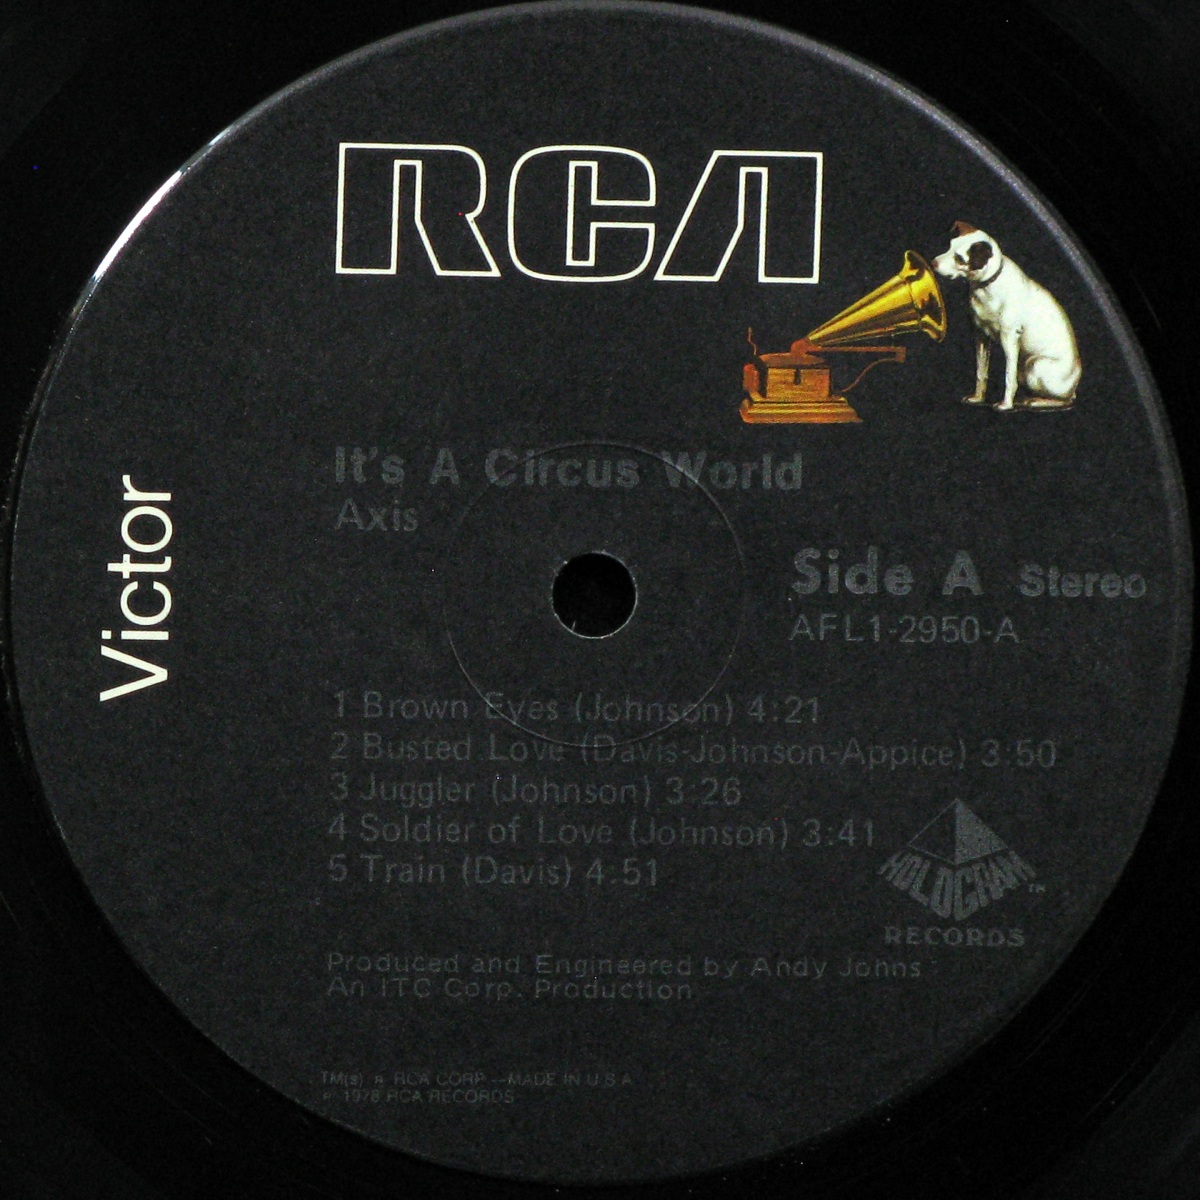 RCA
Victor
It's A Circus World
Axis
Side A Stereo
AFL1-2950-A
1 Brown Eyes (Johnson) 4:21
2 Busted Love (Davis-Johnson-Appice) 3:50
3 Juggler (Johnson) 3:26
4 Soldier of Love (Johnson) 3:41
5 Train (Davis) 4:51
HOLOGRAM TM
RECORDS
Produced and Engineered by Andy Johns
An ITC Corp. Production
TM(s) ® RCA CORP.—MADE IN U.S.A.
℗ 1978 RCA RECORDS